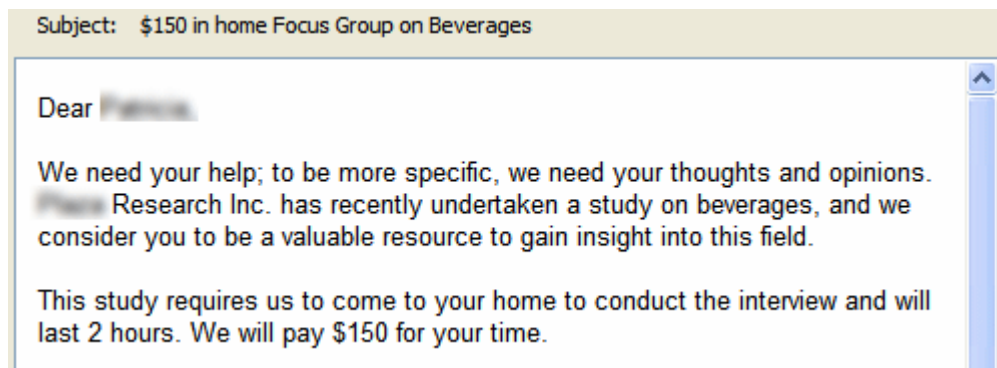 Subject: $150 in home Focus Group on Beverages
Dear
We need your help; to be more specific, we need your thoughts and opinions.
Research Inc. has recently undertaken a study on beverages, and we
consider you to be a valuable resource to gain insight into this field.
This study requires us to come to your home to conduct the interview and will
last 2 hours. We will pay $150 for your time.